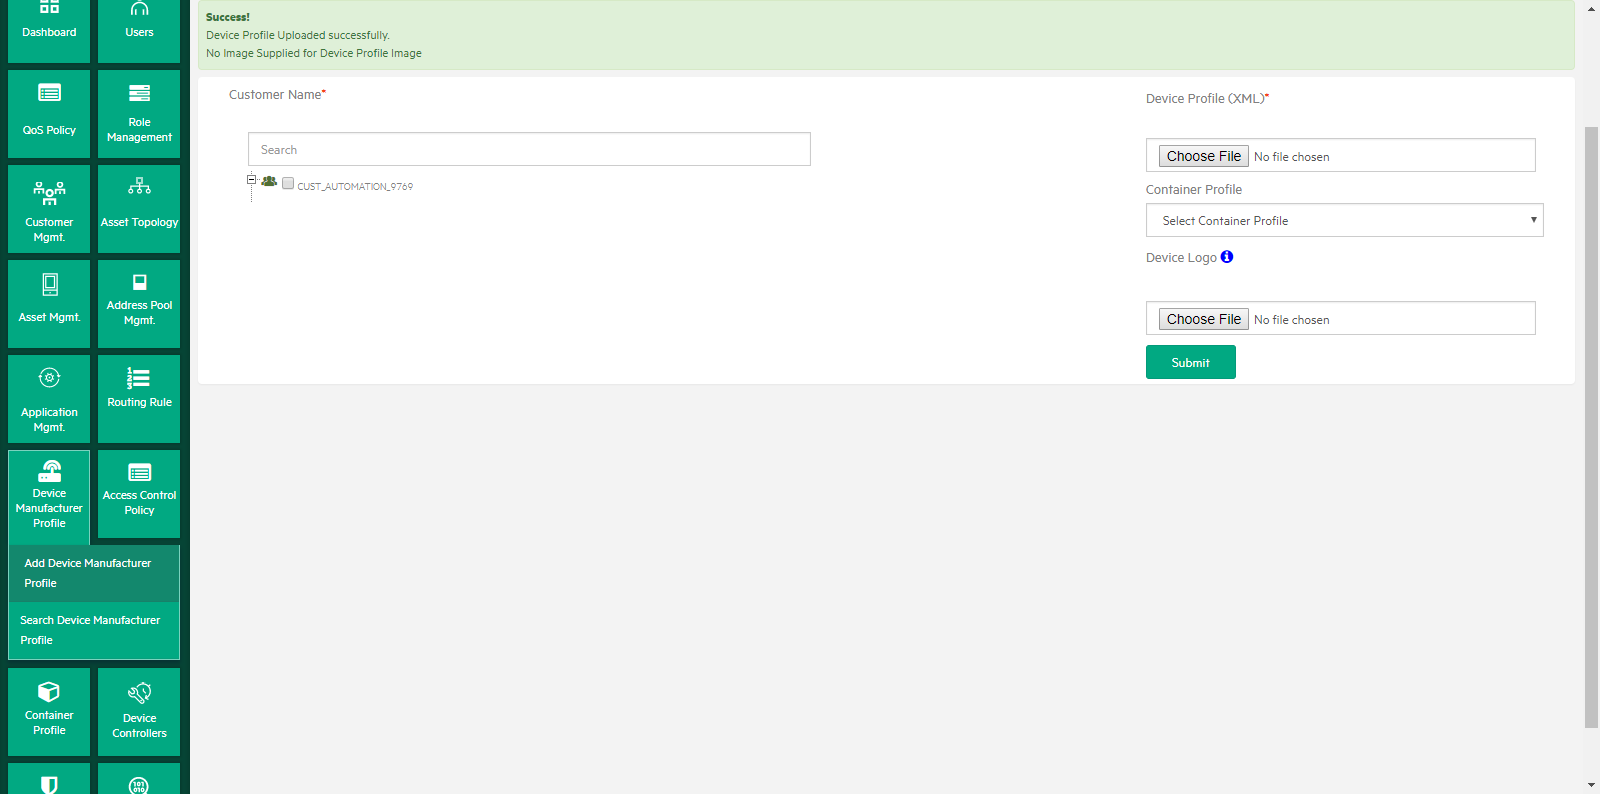 Dashboard
Users
QoS Policy
Role
Management
Customer
Mgmt.
Asset Topology
Asset Mgmt.
Address Pool
Mgmt.
Application
Mgmt.
Routing Rule
Device
Manufacturer
Profile
Access Control
Policy
Add Device Manufacturer
Profile
Search Device Manufacturer
Profile
Container
Profile
Device
Controllers
Success!
Device Profile Uploaded successfully.
No Image Supplied for Device Profile Image
Customer Name*
Search
CUST_AUTOMATION_9769
Device Profile (XML)*
Choose File No file chosen
Container Profile
Select Container Profile
Device Logo
Choose File No file chosen
Submit